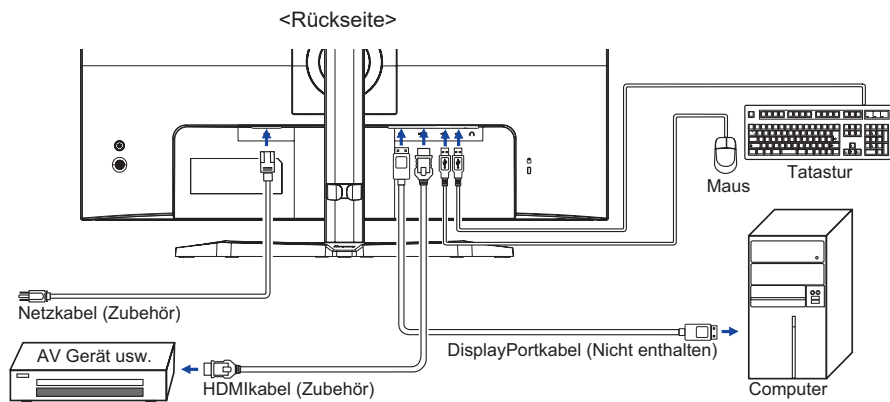 <Rückseite>
Maus
Tatastur
Netzkabel (Zubehör)
AV Gerät usw.
HDMIkabel (Zubehör)
DisplayPortkabel (Nicht enthalten)
Computer